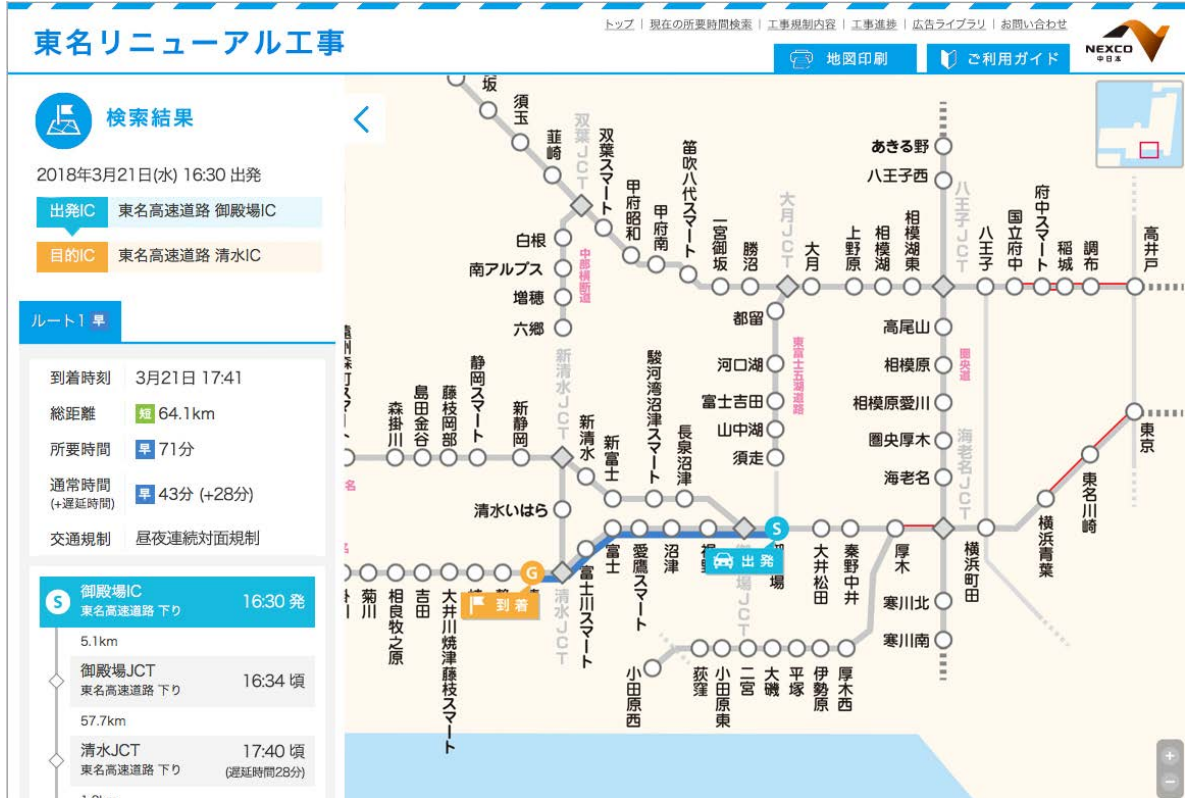 トップ | 現在の所要時間検索 | 工事規制内容 | 工事進捗 | 広告ライブラリ | お問い合わせ
東名リニューアル工事
地図印刷
ご利用ガイド
NEXCO
中日本
検索結果
2018年3月21日(水) 16:30 出発
出発IC 東名高速道路 御殿場IC
目的IC 東名高速道路 清水IC
ルート1 早
到着時刻 3月21日 17:41
総距離 短 64.1km
所要時間 早 71分
通常時間 早 43分 (+28分)
(+遅延時間)
交通規制 昼夜連続対面規制
S 御殿場IC 16:30 発
東名高速道路 下り
5.1km
御殿場JCT 16:34 頃
東名高速道路 下り
57.7km
清水JCT 17:40 頃
東名高速道路 下り (遅延時間28分)
坂
須玉
韮崎
双葉JCT
双葉スマート
甲府昭和
甲府南
笛吹八代スマート
一宮御坂
勝沼
大月JCT
大月
上野原
相模湖
相模湖東
八王子JCT
八王子
国立府中
府中スマート
稲城
調布
高井戸
あきる野
八王子西
白根
南アルプス
増穂
六郷
中部横断道
都留
河口湖
富士吉田
山中湖
須走
東富士五湖道路
高尾山
相模原
相模原愛川
圏央厚木
海老名
圏央道
海老名JCT
森掛川
島田金谷
藤枝岡部
静岡スマート
新静岡
新清水JCT
新清水
新富士
駿河湾沼津スマート
長泉沼津
清水いはら
東京
東名川崎
横浜青葉
横浜町田
厚木
秦野中井
大井松田
S
出発
沼津
愛鷹スマート
富士
富士川スマート
清水JCT
G
到着
大井川焼津藤枝スマート
吉田
相良牧之原
菊川
寒川北
寒川南
小田原西
荻窪
小田原東
二宮
大磯
平塚
伊勢原
厚木西